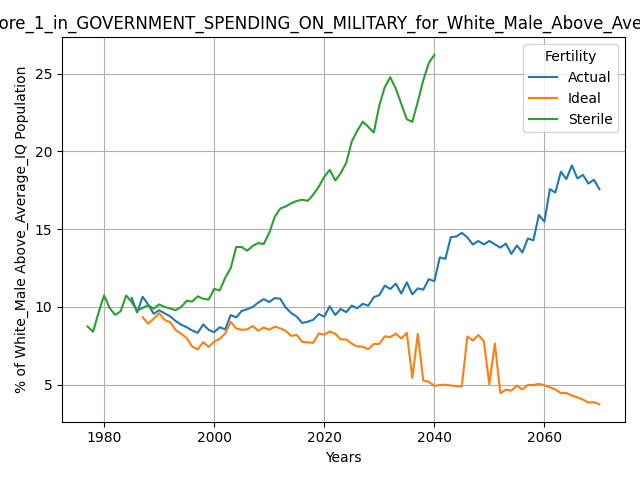 ore_1_in_GOVERNMENT_SPENDING_ON_MILITARY_for_White_Male_Above_Ave
% of White_Male Above_Average_IQ Population
25
20
15
10
5
Fertility
Actual
Ideal
Sterile
1980 2000 2020 2040 2060
Years